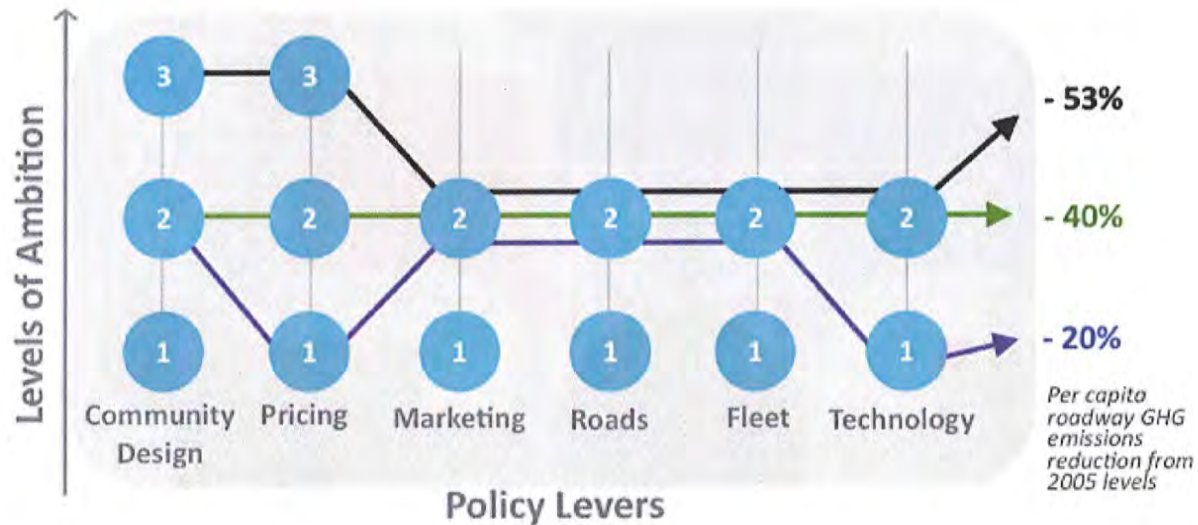 Levels of Ambition
3 3
- 53%
2 2 2 2 2 2
- 40%
1 1 1 1 1 1
- 20%
Community Design
Pricing
Marketing
Roads
Fleet
Technology
Per capita
roadway GHG
emissions
reduction from
2005 levels
Policy Levers